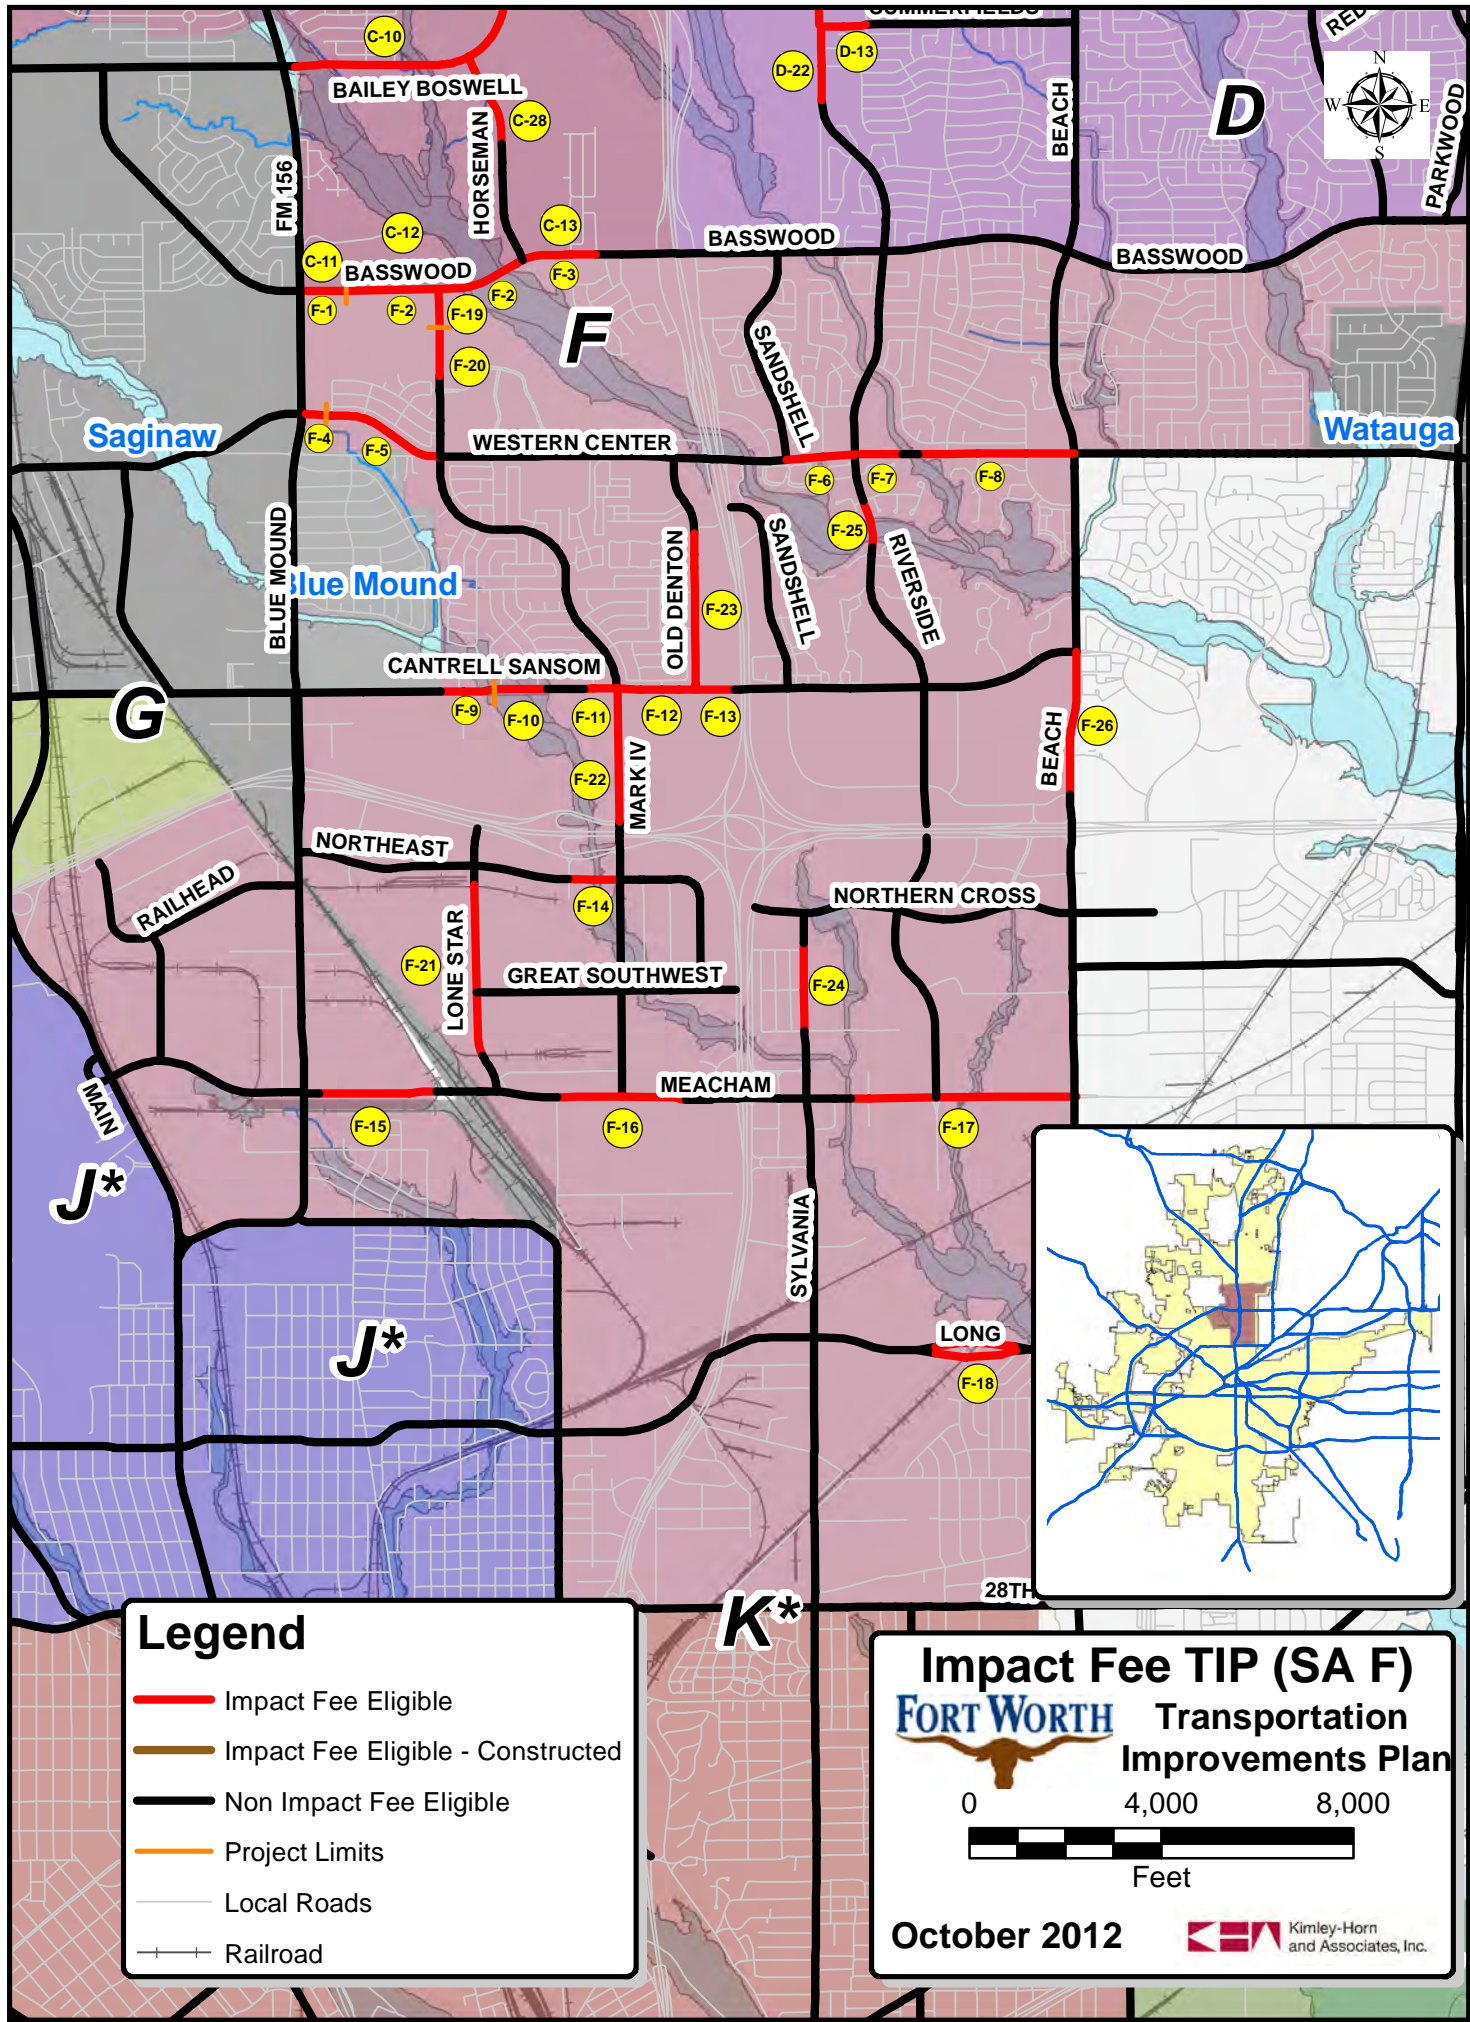 SUMMERFIELDS
RED
C-10
D-22
D-13
N
W
E
S
D
BAILEY BOSWELL
C-28
HORSEMAN
BEACH
PARKWOOD
FM 156
C-12
C-13
BASSWOOD
C-11
BASSWOOD
F-3
BASSWOOD
F-1
F-2
F-19
F-2
F
F-20
SANDSHELL
Saginaw
F-4
F-5
WESTERN CENTER
Watauga
F-6
F-7
F-8
BLUE MOUND
F-25
SANDSHELL
RIVERSIDE
OLD DENTON
Blue Mound
F-23
CANTRELL SANSOM
G
F-9
F-10
F-11
F-12
F-13
F-26
BEACH
F-22
MARK IV
NORTHEAST
RAILHEAD
F-14
NORTHERN CROSS
LONE STAR
F-21
GREAT SOUTHWEST
F-24
MEACHAM
MAIN
F-15
F-16
F-17
J*
SYLVANIA
J*
LONG
F-18
28TH
K*
Legend
Impact Fee Eligible
Impact Fee Eligible - Constructed
Non Impact Fee Eligible
Project Limits
Local Roads
Railroad
Impact Fee TIP (SA F)
FORT WORTH
Transportation
Improvements Plan
0 4,000 8,000
Feet
October 2012
Kimley-Horn
and Associates, Inc.